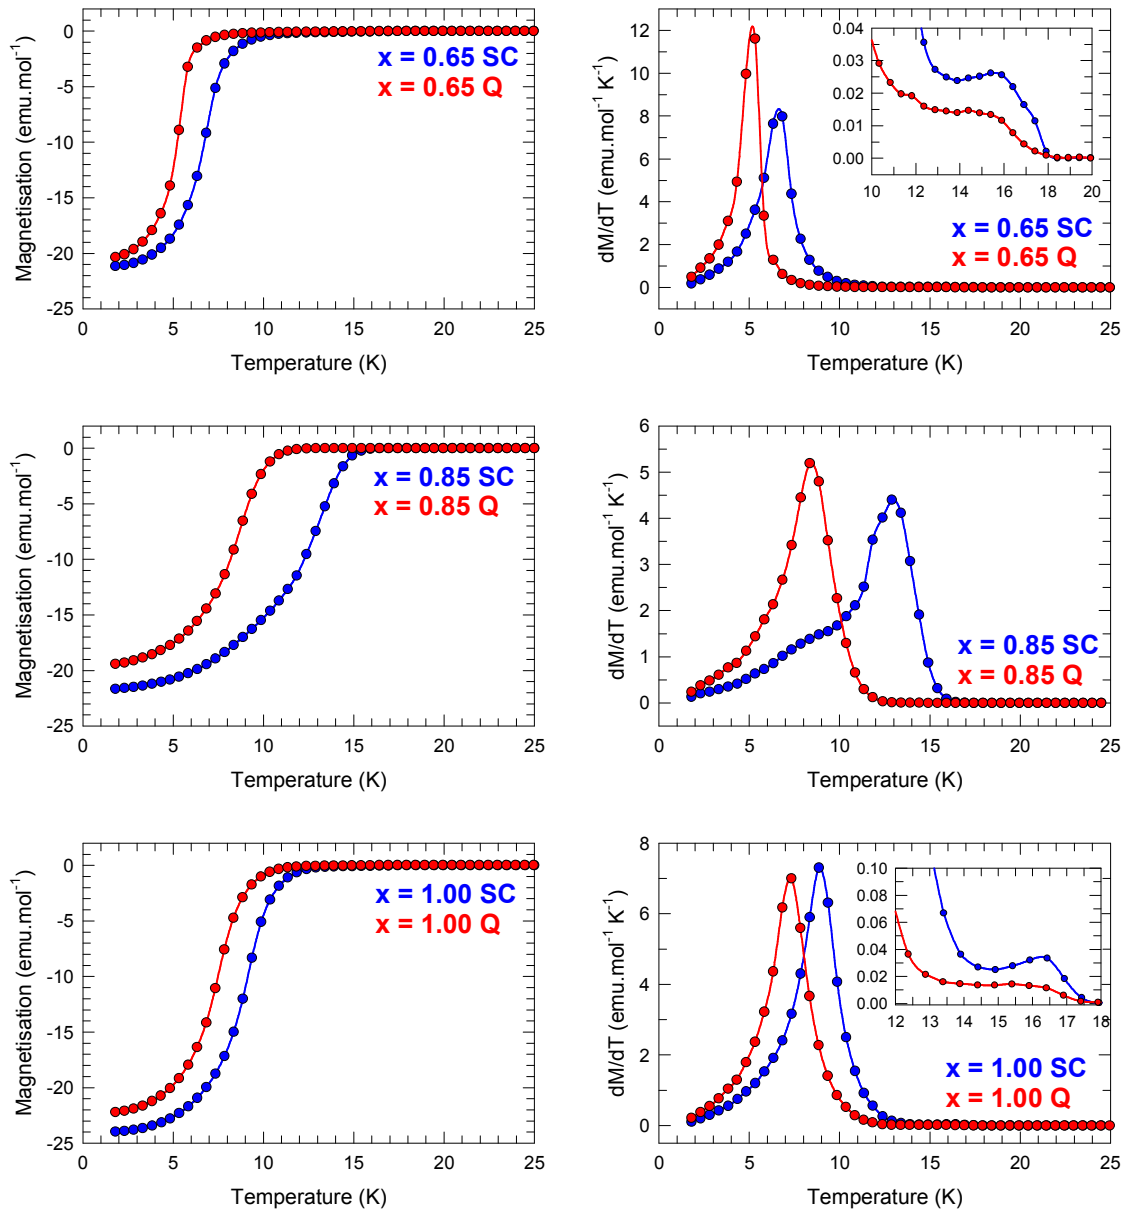 0
-5
-10
-15
-20
-25
Magnetisation (emu.mol⁻¹)
x = 0.65 SC
x = 0.65 Q
0 5 10 15 20 25
Temperature (K)
12
10
8
6
4
2
0
dM/dT (emu.mol⁻¹ K⁻¹)
0.04
0.03
0.02
0.01
0.00
10 12 14 16 18 20
x = 0.65 SC
x = 0.65 Q
0 5 10 15 20 25
Temperature (K)
0
-5
-10
-15
-20
-25
Magnetisation (emu.mol⁻¹)
x = 0.85 SC
x = 0.85 Q
0 5 10 15 20 25
Temperature (K)
6
5
4
3
2
1
0
dM/dT (emu.mol⁻¹ K⁻¹)
x = 0.85 SC
x = 0.85 Q
0 5 10 15 20 25
Temperature (K)
0
-5
-10
-15
-20
-25
Magnetisation (emu.mol⁻¹)
x = 1.00 SC
x = 1.00 Q
0 5 10 15 20 25
Temperature (K)
8
6
4
2
0
dM/dT (emu.mol⁻¹ K⁻¹)
0.10
0.08
0.06
0.04
0.02
0.00
12 13 14 15 16 17 18
x = 1.00 SC
x = 1.00 Q
0 5 10 15 20 25
Temperature (K)